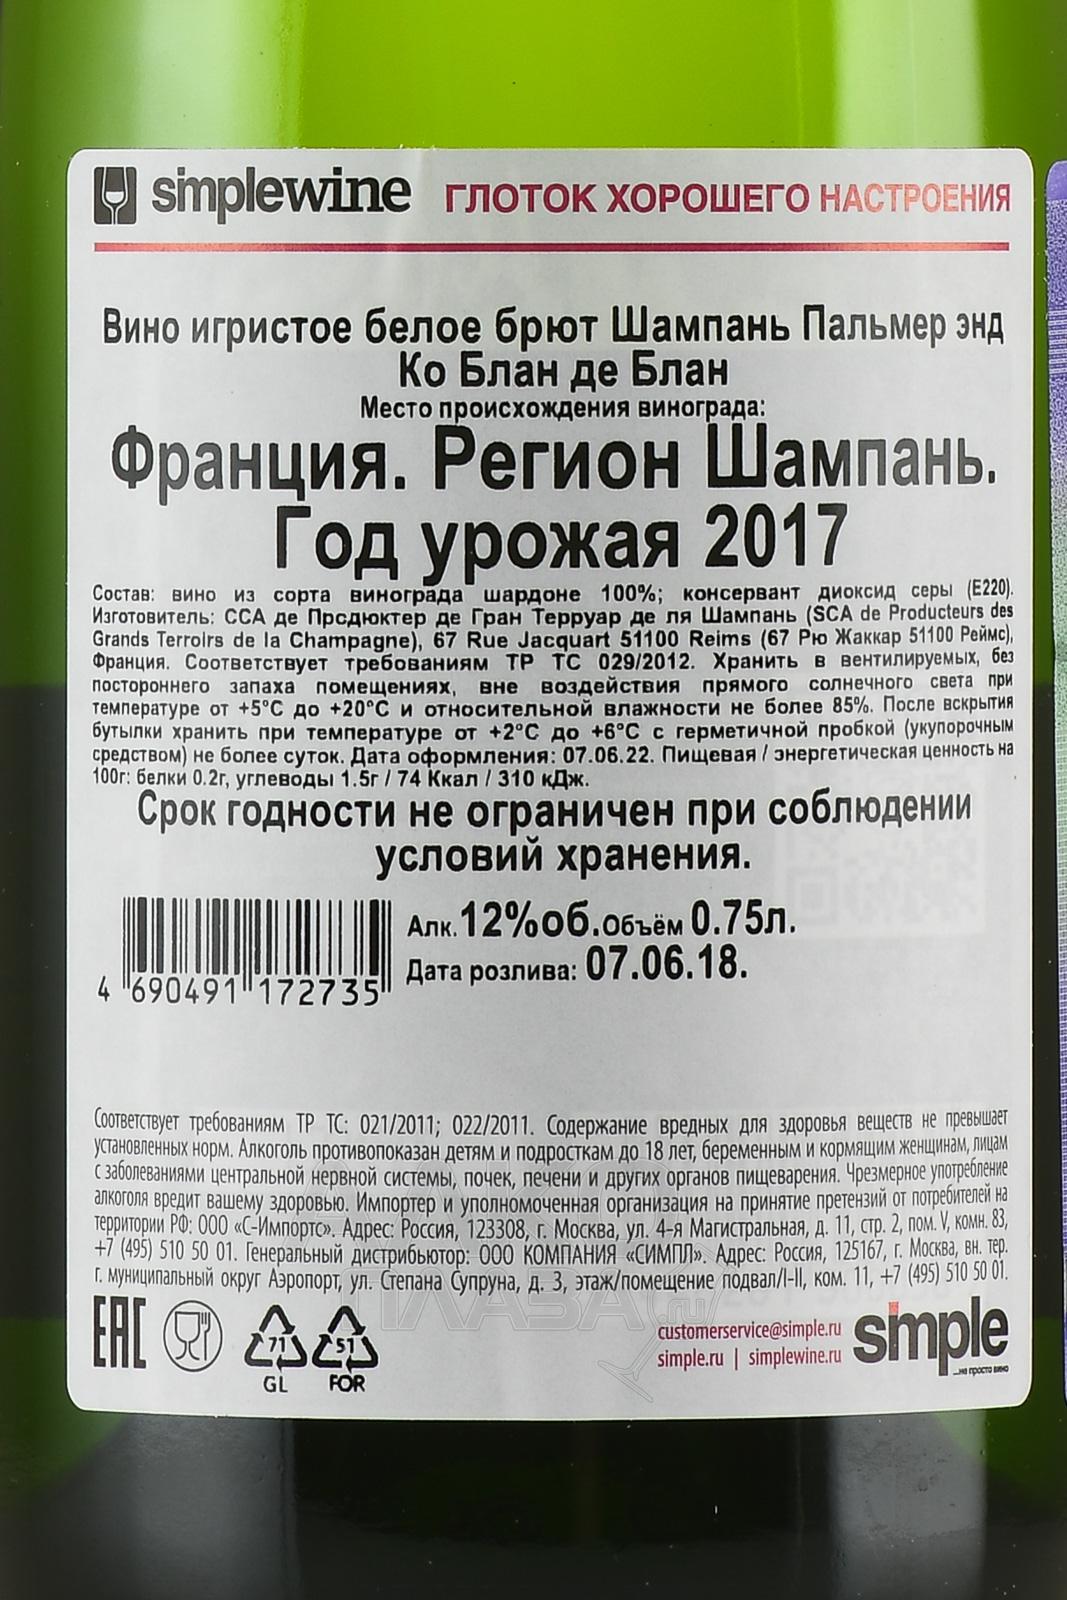 simplewine ГЛОТОК ХОРОШЕГО НАСТРОЕНИЯ
Вино игристое белое брют Шампань Пальмер энд
Ко Блан де Блан
Место происхождения винограда:
Франция. Регион Шампань.
Год урожая 2017
Состав: вино из сорта винограда шардоне 100%; консервант диоксид серы (Е220).
Изготовитель: ССА де Прсдюктер де Гран Терруар де ля Шампань (SCA de Producteurs des
Grands Terroirs de la Champagne), 67 Rue Jacquart 51100 Reims (67 Рю Жаккар 51100 Реймс),
Франция. Соответствует требованиям ТР ТС 029/2012. Хранить в вентилируемых, без
постороннего запаха помещениях, вне воздействия прямого солнечного света при
температуре от +5°С до +20°С и относительной влажности не более 85%. После вскрытия
бутылки хранить при температуре от +2°С до +6°С с герметичной пробкой (укупорочным
средством) не более суток. Дата оформления: 07.06.22. Пищевая / энергетическая ценность на
100г: белки 0.2г, углеводы 1.5г / 74 Ккал / 310 кДж.
Срок годности не ограничен при соблюдении
условий хранения.
Алк. 12%об. Объём 0.75л.
Дата розлива: 07.06.18.
4 690491 172735
Соответствует требованиям ТР ТС: 021/2011; 022/2011. Содержание вредных для здоровья веществ не превышает
установленных норм. Алкоголь противопоказан детям и подросткам до 18 лет, беременным и кормящим женщинам, лицам
с заболеваниями центральной нервной системы, почек, печени и других органов пищеварения. Чрезмерное употребление
алкоголя вредит вашему здоровью. Импортер и уполномоченная организация на принятие претензий от потребителей на
территории РФ: ООО «С-Импортс». Адрес: Россия, 123308, г. Москва, ул. 4-я Магистральная, д. 11, стр. 2, пом. V, комн. 83,
+7 (495) 510 50 01. Генеральный дистрибьютор: ООО КОМПАНИЯ «СИМПЛ». Адрес: Россия, 125167, г. Москва, вн. тер.
г. муниципальный округ Аэропорт, ул. Степана Супруна, д. 3, этаж/помещение подвал/I-II, ком. 11, +7 (495) 510 50 01.
EAC
71
GL
51
FOR
customerservice@simple.ru
simple.ru | simplewine.ru
simple
...не просто вино
АЛКО
ПЛАЗА.ru